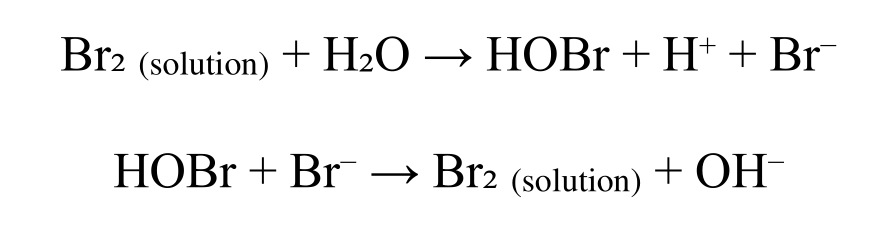 Br₂ (solution) + H₂O → HOBr + H⁺ + Br⁻
HOBr + Br⁻ → Br₂ (solution) + OH⁻